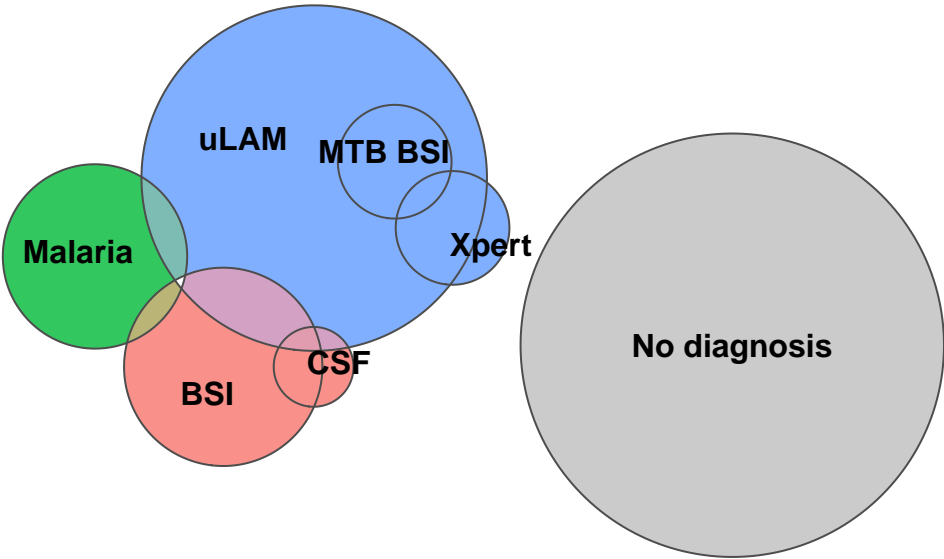 uLAM
MTB BSI
Malaria
Xpert
No diagnosis
CSF
BSI